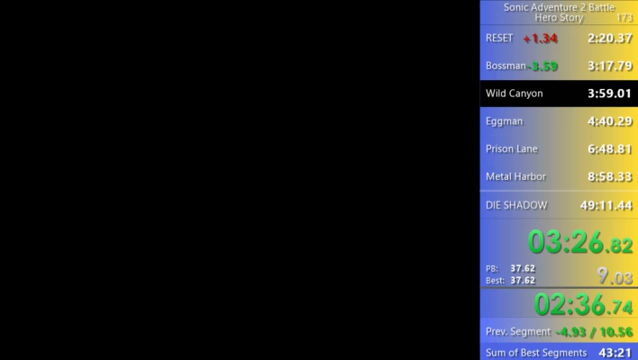 Sonic Adventure 2 Battle
Hero Story 173
RESET +1.34 2:20.37
Bossman -3.59 3:17.79
Wild Canyon 3:59.01
Eggman 4:40.29
Prison Lane 6:48.81
Metal Harbor 8:58.33
DIE SHADOW 49:11.44
03:26.82
PB: 37.62
Best: 37.62 9.03
02:36.74
Prev. Segment -4.93 / 10.56
Sum of Best Segments 43:21